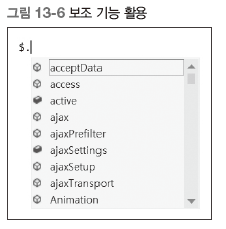 그림 13-6 보조 기능 활용
$.
acceptData
access
active
ajax
ajaxPrefilter
ajaxSettings
ajaxSetup
ajaxTransport
Animation